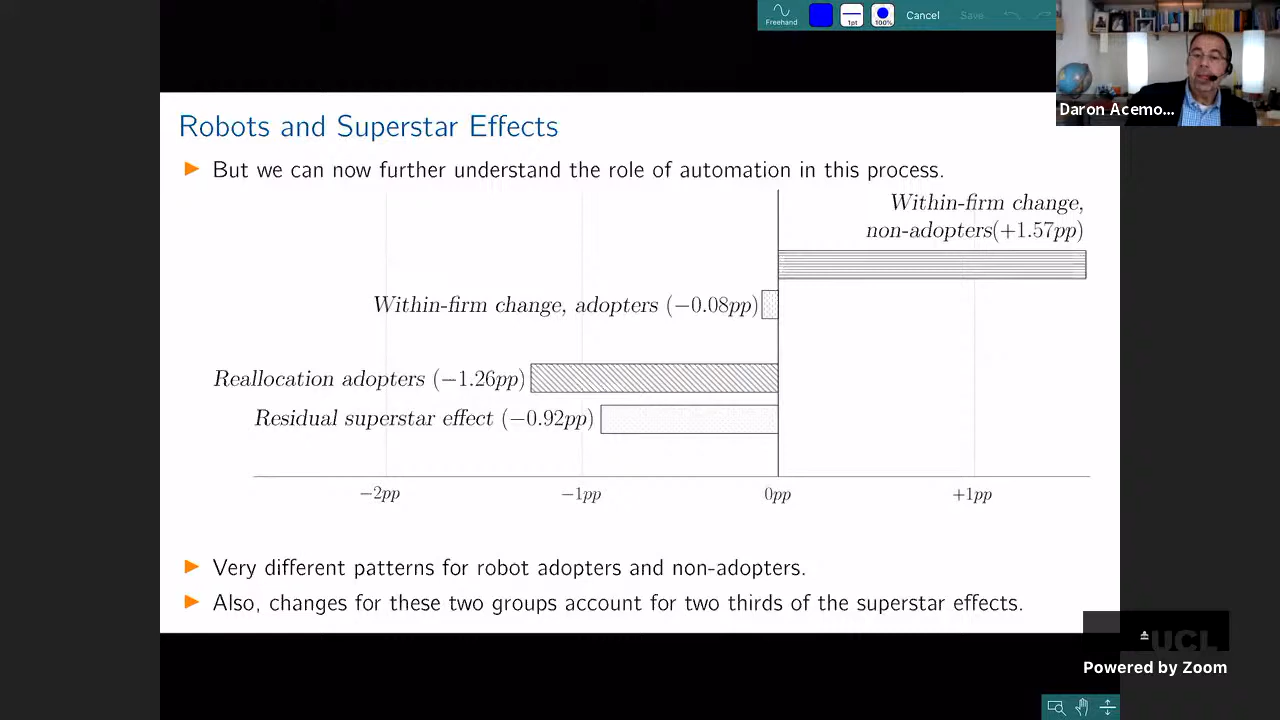 Freehand
1pt
100%
Cancel
Save
Daron Acemo...
Robots and Superstar Effects
But we can now further understand the role of automation in this process.
Within-firm change,
non-adopters(+1.57pp)
Within-firm change, adopters (−0.08pp)
Reallocation adopters (−1.26pp)
Residual superstar effect (−0.92pp)
−2pp
−1pp
0pp
+1pp
Very different patterns for robot adopters and non-adopters.
Also, changes for these two groups account for two thirds of the superstar effects.
UCL
Powered by Zoom